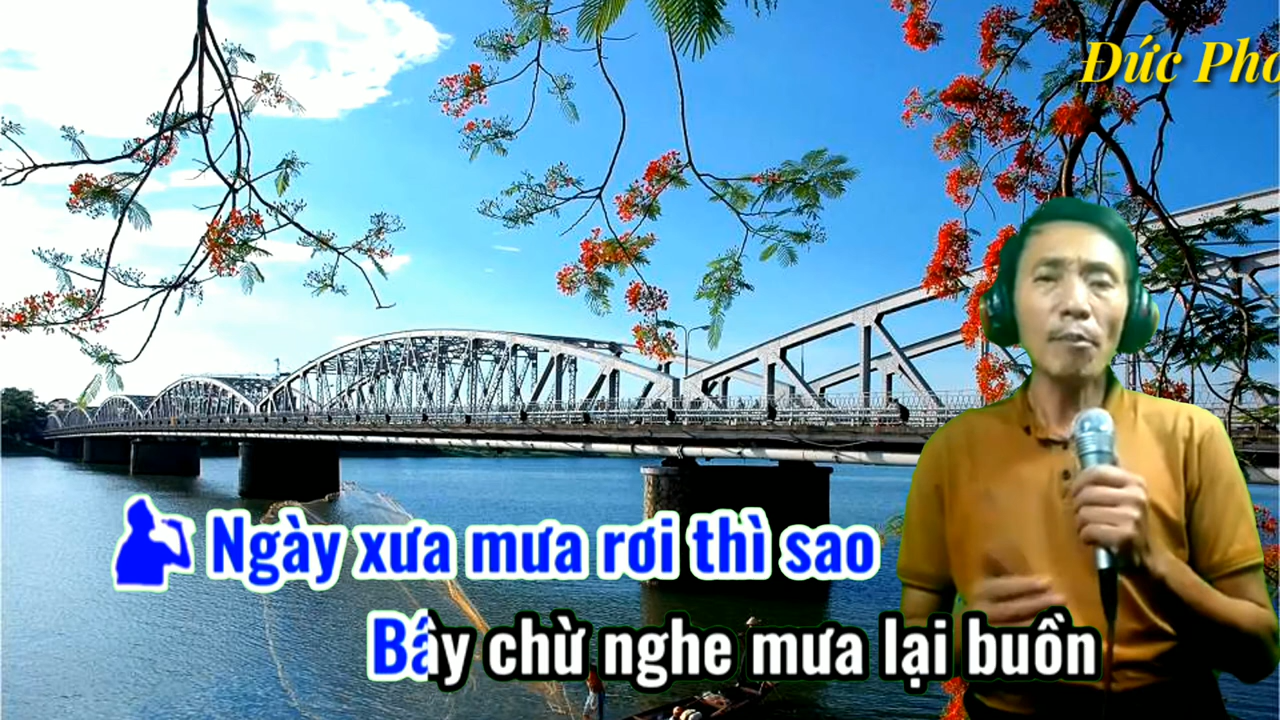 Đức Pho
Ngày xưa mưa rơi thì sao
Bây chừ nghe mưa lại buồn